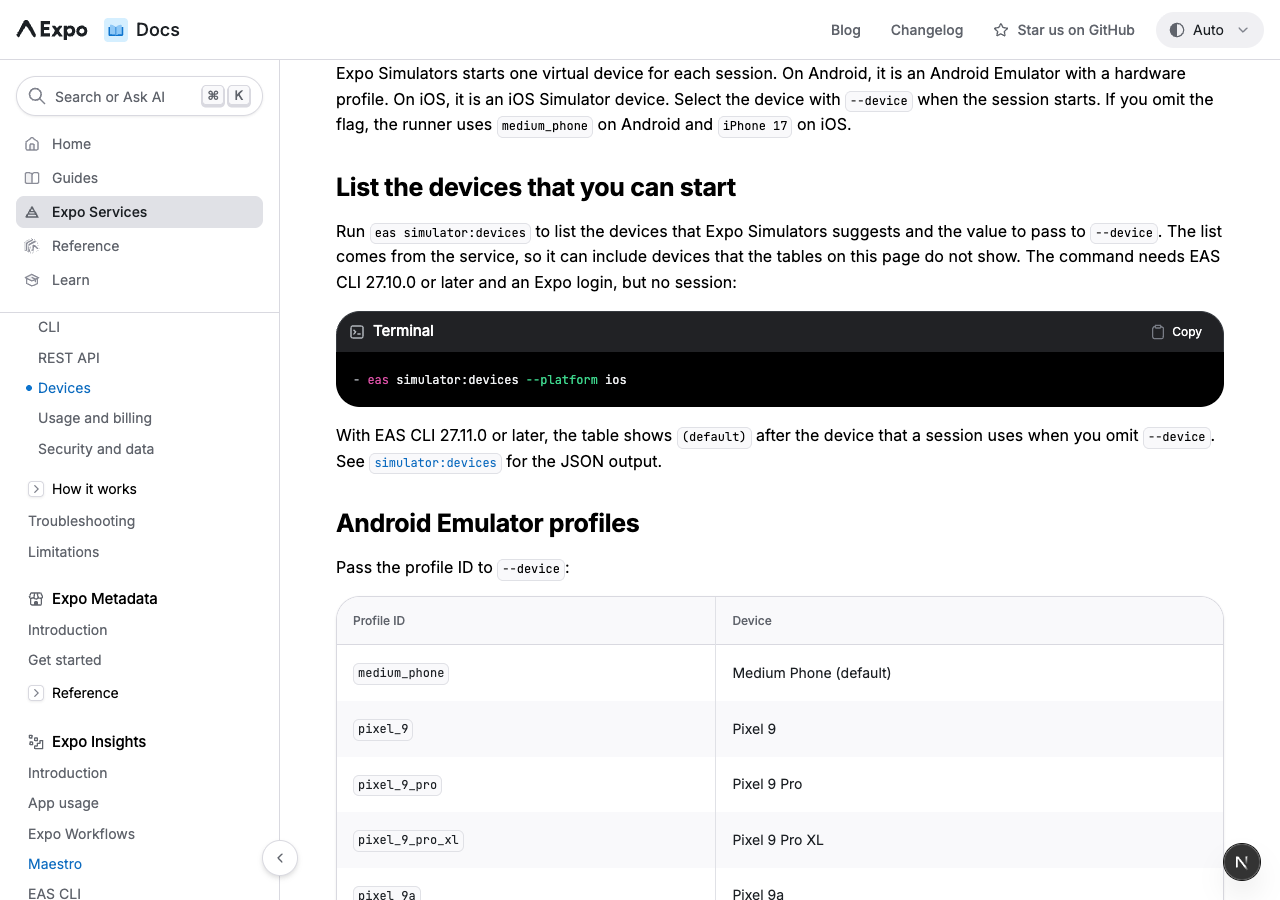 Expo Docs
Blog
Changelog
Star us on GitHub
Auto
Search or Ask AI ⌘ K
Home
Guides
Expo Services
Reference
Learn
CLI
REST API
Devices
Usage and billing
Security and data
How it works
Troubleshooting
Limitations
Expo Metadata
Introduction
Get started
Reference
Expo Insights
Introduction
App usage
Expo Workflows
Maestro
EAS CLI
Expo Simulators starts one virtual device for each session. On Android, it is an Android Emulator with a hardware
profile. On iOS, it is an iOS Simulator device. Select the device with --device when the session starts. If you omit the
flag, the runner uses medium_phone on Android and iPhone 17 on iOS.
List the devices that you can start
Run eas simulator:devices to list the devices that Expo Simulators suggests and the value to pass to --device. The list
comes from the service, so it can include devices that the tables on this page do not show. The command needs EAS
CLI 27.10.0 or later and an Expo login, but no session:
Terminal
Copy
- eas simulator:devices --platform ios
With EAS CLI 27.11.0 or later, the table shows (default) after the device that a session uses when you omit --device.
See simulator:devices for the JSON output.
Android Emulator profiles
Pass the profile ID to --device:
Profile ID Device
medium_phone Medium Phone (default)
pixel_9 Pixel 9
pixel_9_pro Pixel 9 Pro
pixel_9_pro_xl Pixel 9 Pro XL
pixel_9a Pixel 9a
N